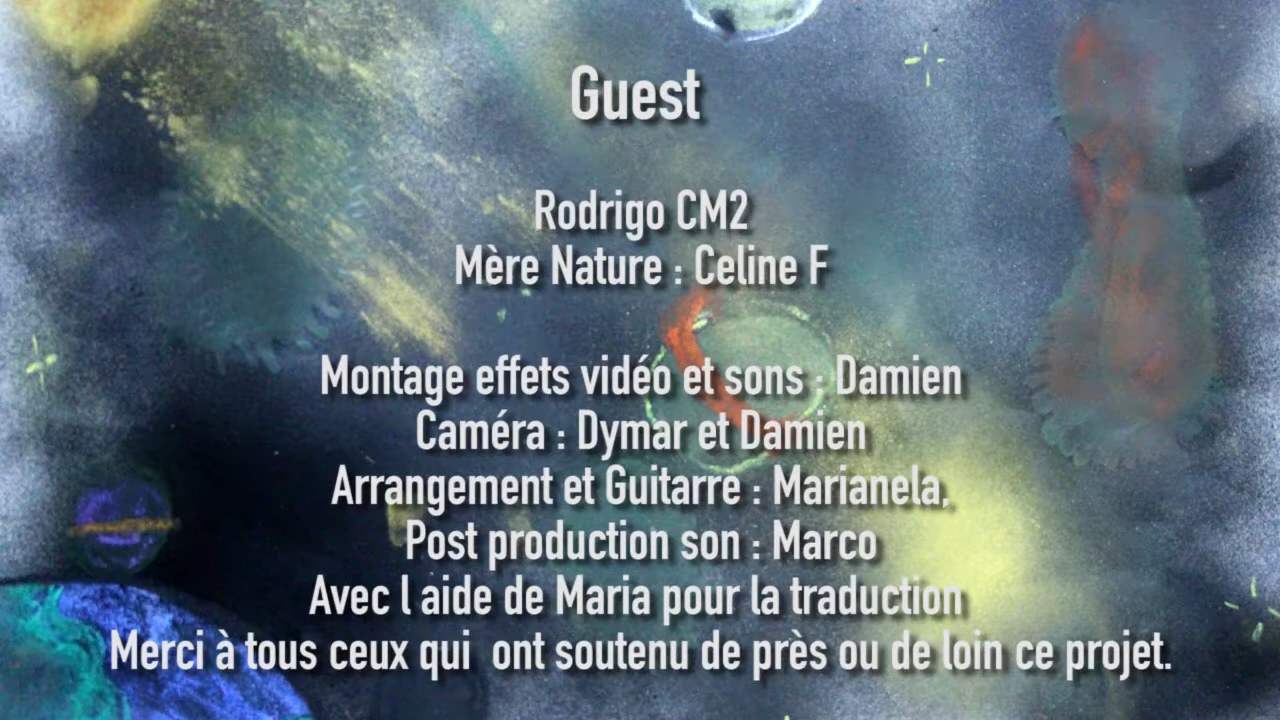 Guest
Rodrigo CM2
Mère Nature : Celine F
Montage effets vidéo et sons : Damien
Caméra : Dymar et Damien
Arrangement et Guitarre : Marianela,
Post production son : Marco
Avec l aide de Maria pour la traduction
Merci à tous ceux qui  ont soutenu de près ou de loin ce projet.